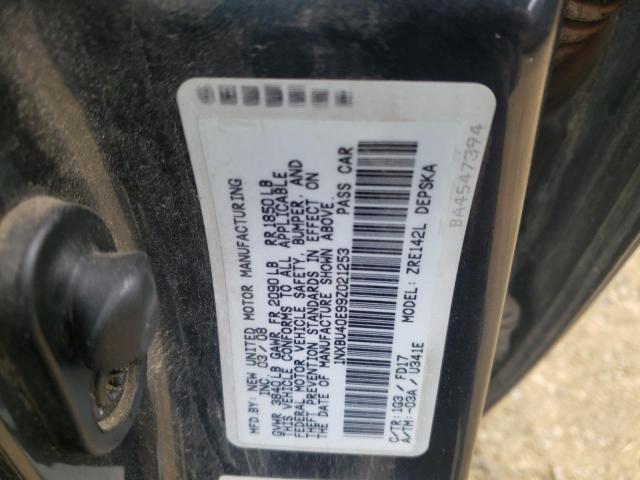 MFD.BY: NEW UNITED MOTOR MANUFACTURING
INC 03/08
GVWR 3840LB GAWR FR 2090LB RR 1850LB
THIS VEHICLE CONFORMS TO ALL APPLICABLE
FEDERAL MOTOR VEHICLE SAFETY, BUMPER, AND
THEFT PREVENTION STANDARDS IN EFFECT ON
THE DATE OF MANUFACTURE SHOWN ABOVE.
1NXBU40E99Z021253 PASS CAR
C/TR: 1G3 / FD17 MODEL: ZRE142L DEPSKA
A/TM: -03A / U341E
BA4547394